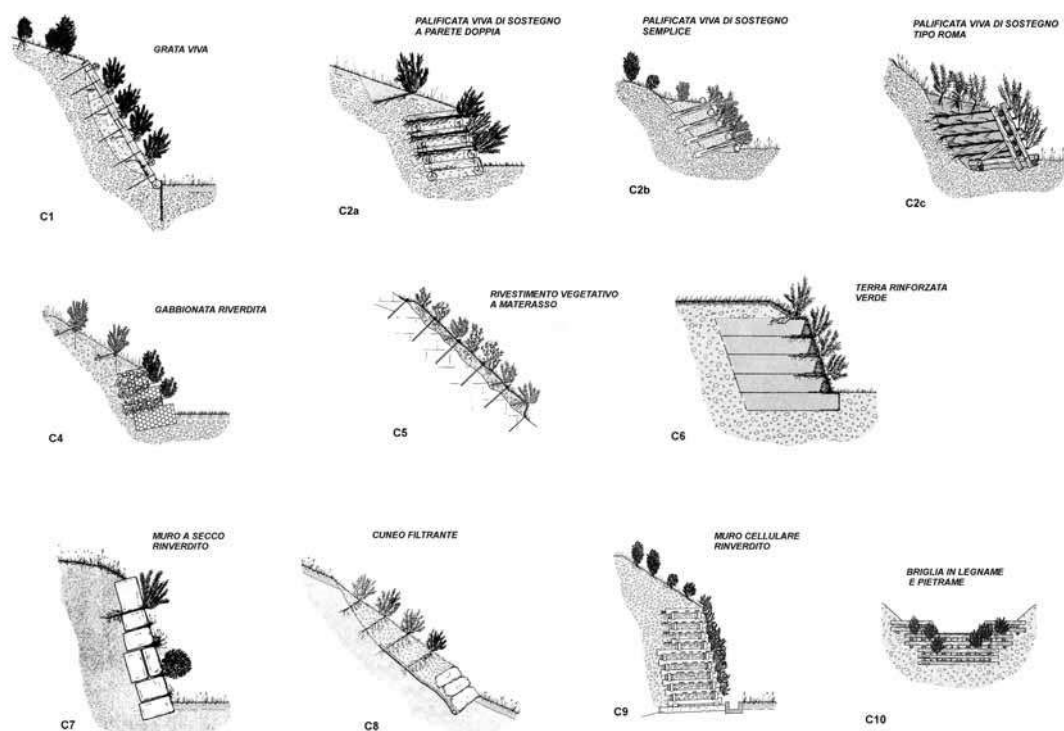 GRATA VIVA
C1
PALIFICATA VIVA DI SOSTEGNO
A PARETE DOPPIA
C2a
PALIFICATA VIVA DI SOSTEGNO
SEMPLICE
C2b
PALIFICATA VIVA DI SOSTEGNO
TIPO ROMA
C2c
GABBIONATA RIVERDITA
C4
RIVESTIMENTO VEGETATIVO
A MATERASSO
C5
TERRA RINFORZATA
VERDE
C6
MURO A SECCO
RINVERDITO
C7
CUNEO FILTRANTE
C8
MURO CELLULARE
RINVERDITO
C9
BRIGLIA IN LEGNAME
E PIETRAME
C10